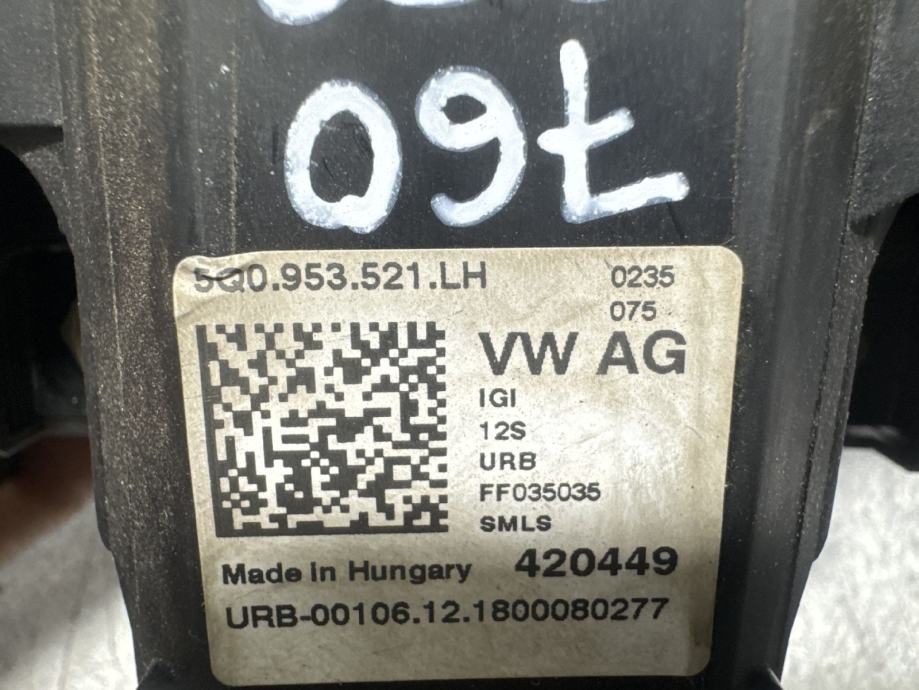 09t
5Q0.953.521.LH 0235
075
VW AG
IGI
12S
URB
FF035035
SMLS
Made in Hungary 420449
URB-00106.12.1800080277